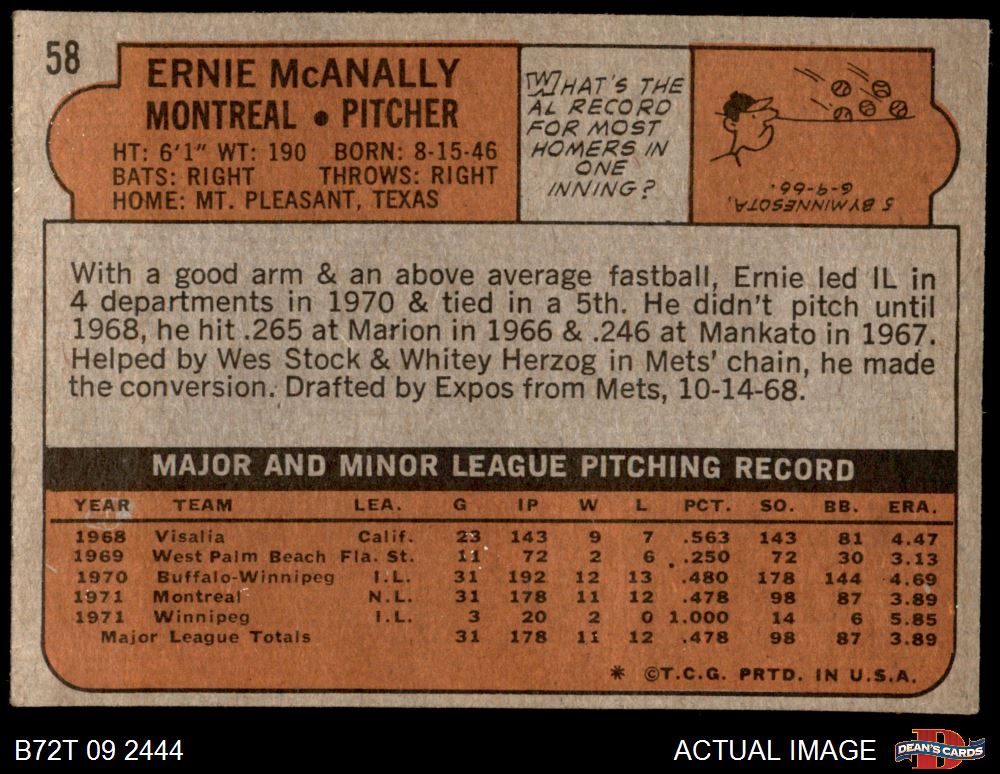 58
ERNIE McANALLY
MONTREAL • PITCHER
HT: 6'1" WT: 190 BORN: 8-15-46
BATS: RIGHT THROWS: RIGHT
HOME: MT. PLEASANT, TEXAS
WHAT'S THE
AL RECORD
FOR MOST
HOMERS IN
ONE
INNING?
5 BY MINNESOTA,
6-9-66.
With a good arm & an above average fastball, Ernie led IL in
4 departments in 1970 & tied in a 5th. He didn't pitch until
1968, he hit .265 at Marion in 1966 & .246 at Mankato in 1967.
Helped by Wes Stock & Whitey Herzog in Mets' chain, he made
the conversion. Drafted by Expos from Mets, 10-14-68.
MAJOR AND MINOR LEAGUE PITCHING RECORD
YEAR TEAM LEA. G IP W L PCT. SO. BB. ERA.
1968 Visalia Calif. 23 143 9 7 .563 143 81 4.47
1969 West Palm Beach Fla. St. 11 72 2 6 .250 72 30 3.13
1970 Buffalo-Winnipeg I.L. 31 192 12 13 .480 178 144 4.69
1971 Montreal N.L. 31 178 11 12 .478 98 87 3.89
1971 Winnipeg I.L. 3 20 2 0 1.000 14 6 5.85
Major League Totals 31 178 11 12 .478 98 87 3.89
* ©T.C.G. PRTD. IN U.S.A.
B72T 09 2444
ACTUAL IMAGE
D
DEAN'S CARDS